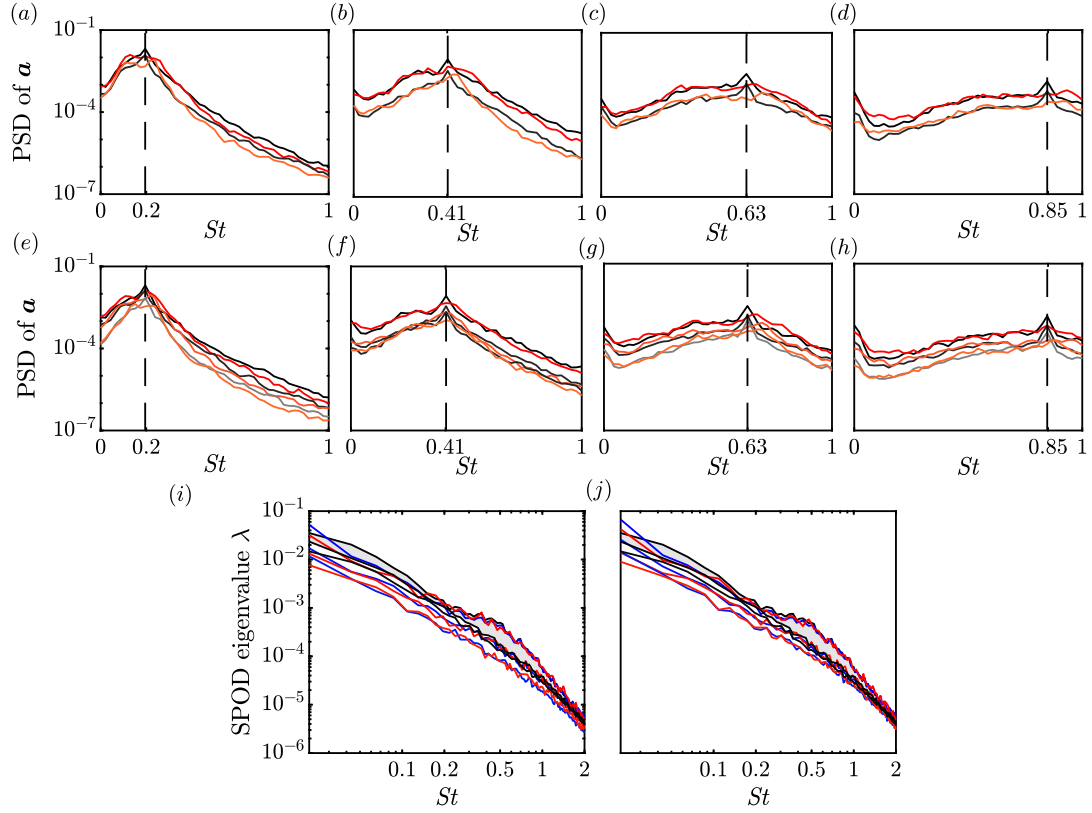 (a) (b) (c) (d)
10⁻¹
10⁻⁴
10⁻⁷
PSD of a
0 0.2 1 0 0.41 1 0 0.63 1 0 0.85 1
St St St St
(e) (f) (g) (h)
10⁻¹
10⁻⁴
10⁻⁷
PSD of a
0 0.2 1 0 0.41 1 0 0.63 1 0 0.85 1
St St St St
(i) (j)
10⁻¹
10⁻²
10⁻³
10⁻⁴
10⁻⁵
10⁻⁶
SPOD eigenvalue λ
0.1 0.2 0.5 1 2 0.1 0.2 0.5 1 2
St St